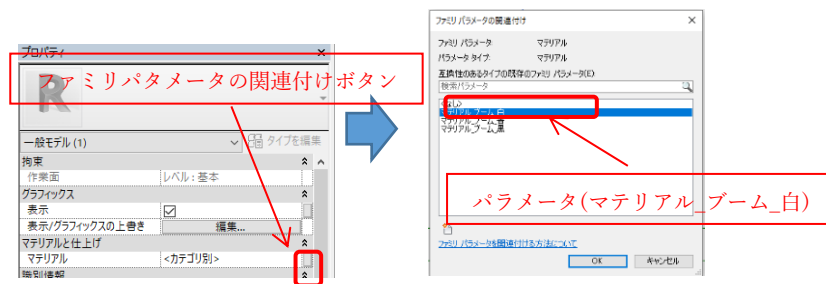 プロパティ
×
ファミリパタメータの関連付けボタン
R
一般モデル (1)
タイプを編集
拘束
作業面
レベル : 基本
グラフィックス
表示
表示/グラフィックスの上書き
編集...
マテリアルと仕上げ
マテリアル
<カテゴリ別>
識別情報
ファミリ パラメータの関連付け
×
ファミリ パラメータ:
マテリアル
パラメータ タイプ:
マテリアル
互換性のあるタイプの既存のファミリ パラメータ(E):
検索パラメータ
<なし>
マテリアル_ブーム_白
マテリアル_ブーム_青
マテリアル_ブーム_黒
パラメータ(マテリアル_ブーム_白)
ファミリ パラメータを関連付ける方法について
OK
キャンセル